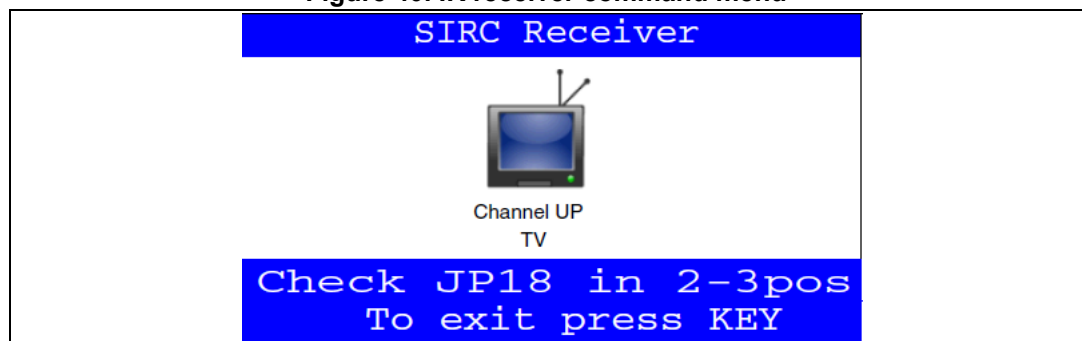 SIRC Receiver
Channel UP
TV
Check JP18 in 2-3pos
To exit press KEY